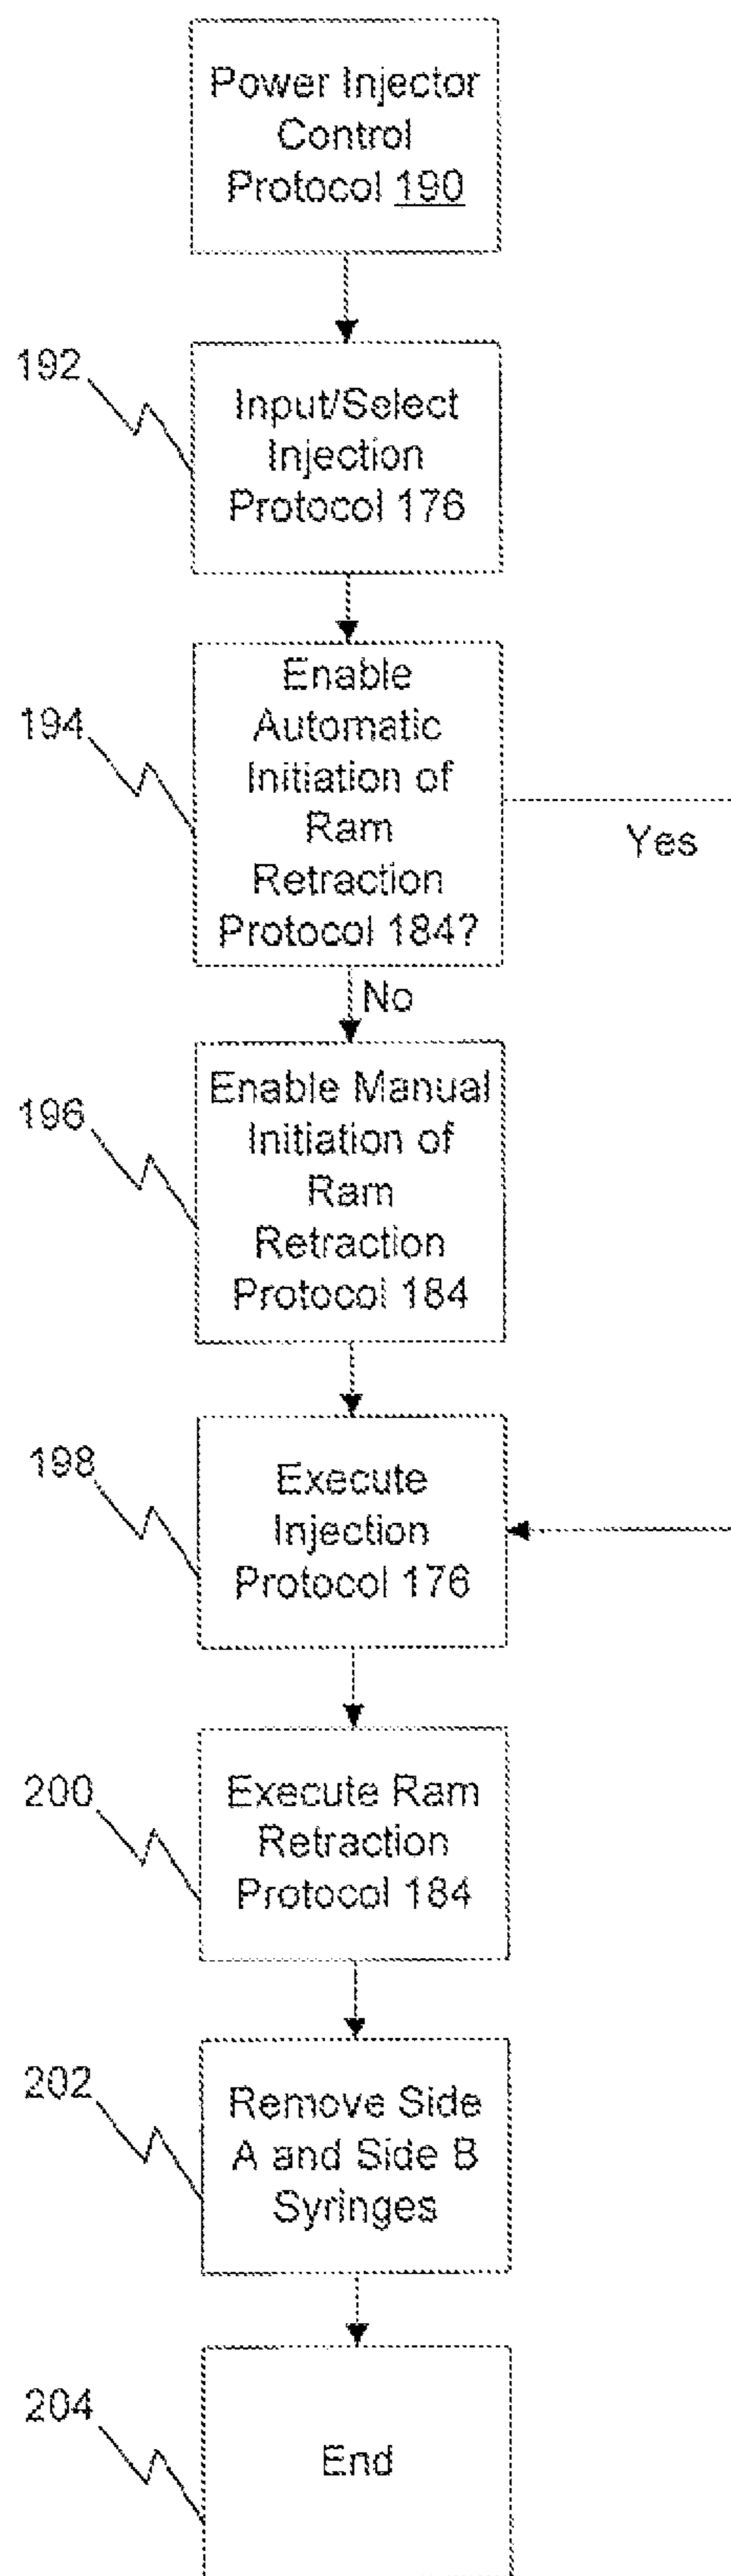 Power Injector
Control
Protocol 190
192
Input/Select
Injection
Protocol 176
194
Enable
Automatic
Initiation of
Ram
Retraction
Protocol 184?
Yes
No
196
Enable Manual
Initiation of
Ram
Retraction
Protocol 184
198
Execute
Injection
Protocol 176
200
Execute Ram
Retraction
Protocol 184
202
Remove Side
A and Side B
Syringes
204
End